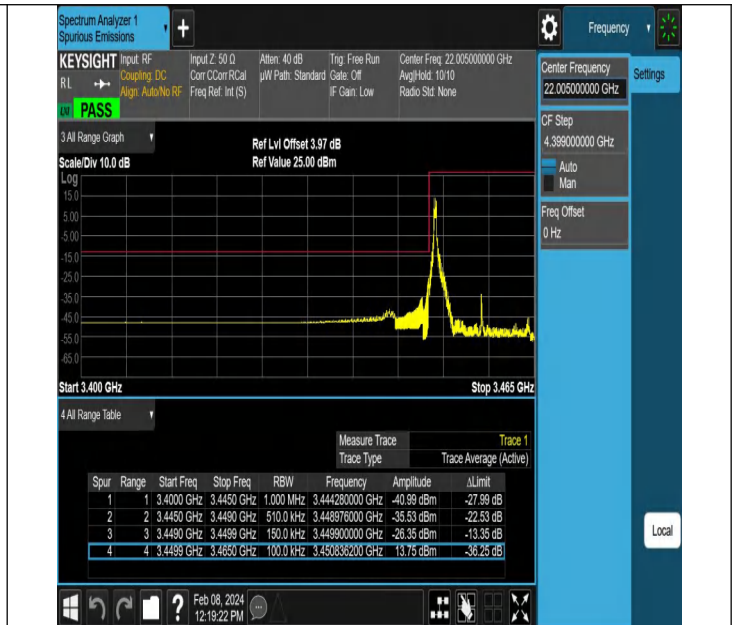 Spectrum Analyzer 1
Spurious Emissions
+
Frequency
KEYSIGHT
RL
Input: RF
Coupling: DC
Align: Auto/No RF
Input Z: 50 Ω
Corr CCorr RCal
Freq Ref: Int (S)
Atten: 40 dB
µW Path: Standard
Trig: Free Run
Gate: Off
IF Gain: Low
Center Freq: 22.005000000 GHz
Avg|Hold: 10/10
Radio Std: None
PASS
Center Frequency
22.005000000 GHz
Settings
CF Step
4.399000000 GHz
Auto
Man
Freq Offset
0 Hz
3 All Range Graph
Scale/Div 10.0 dB
Ref Lvl Offset 3.97 dB
Ref Value 25.00 dBm
Log
15.0
5.00
-5.00
-15.0
-25.0
-35.0
-45.0
-55.0
-65.0
Start 3.400 GHz Stop 3.465 GHz
4 All Range Table
Measure Trace Trace 1
Trace Type Trace Average (Active)
Spur Range Start Freq Stop Freq RBW Frequency Amplitude ΔLimit
1 1 3.4000 GHz 3.4450 GHz 1.000 MHz 3.444280000 GHz -40.99 dBm -27.99 dB
2 2 3.4450 GHz 3.4490 GHz 510.0 kHz 3.448976000 GHz -35.53 dBm -22.53 dB
3 3 3.4490 GHz 3.4499 GHz 150.0 kHz 3.449900000 GHz -26.35 dBm -13.35 dB
4 4 3.4499 GHz 3.4650 GHz 100.0 kHz 3.450836200 GHz 13.75 dBm -36.25 dB
Local
?
Feb 08, 2024
12:19:22 PM